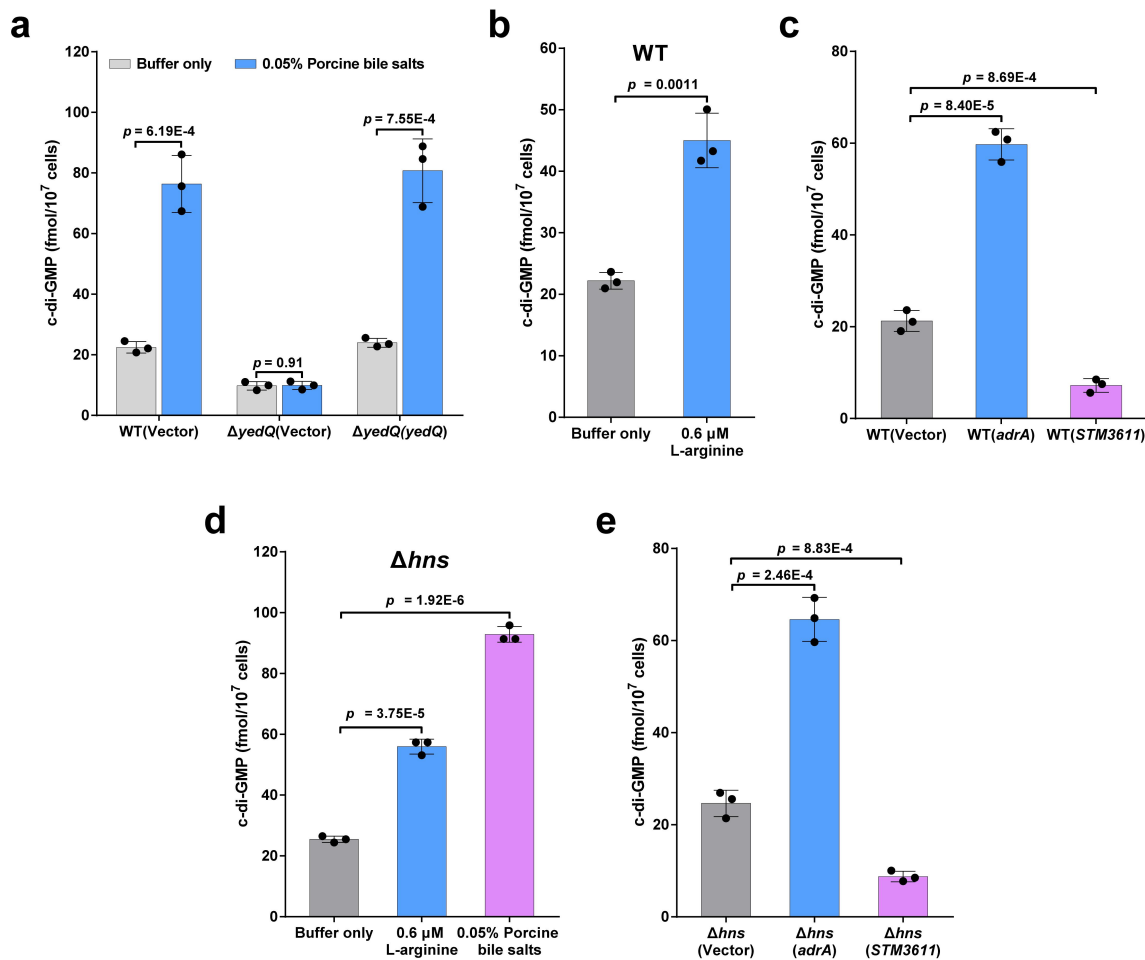 a
Buffer only
0.05% Porcine bile salts
c-di-GMP (fmol/10⁷ cells)
120
100
80
60
40
20
0
p = 6.19E-4
p = 0.91
p = 7.55E-4
WT(Vector)
ΔyedQ(Vector)
ΔyedQ(yedQ)
b
WT
c-di-GMP (fmol/10⁷ cells)
60
50
40
30
20
10
0
p = 0.0011
Buffer only
0.6 μM
L-arginine
c
c-di-GMP (fmol/10⁷ cells)
80
60
40
20
0
p = 8.69E-4
p = 8.40E-5
WT(Vector)
WT(adrA)
WT(STM3611)
d
Δhns
c-di-GMP (fmol/10⁷ cells)
120
100
80
60
40
20
0
p = 1.92E-6
p = 3.75E-5
Buffer only
0.6 μM
L-arginine
0.05% Porcine
bile salts
e
c-di-GMP (fmol/10⁷ cells)
80
60
40
20
0
p = 8.83E-4
p = 2.46E-4
Δhns
(Vector)
Δhns
(adrA)
Δhns
(STM3611)